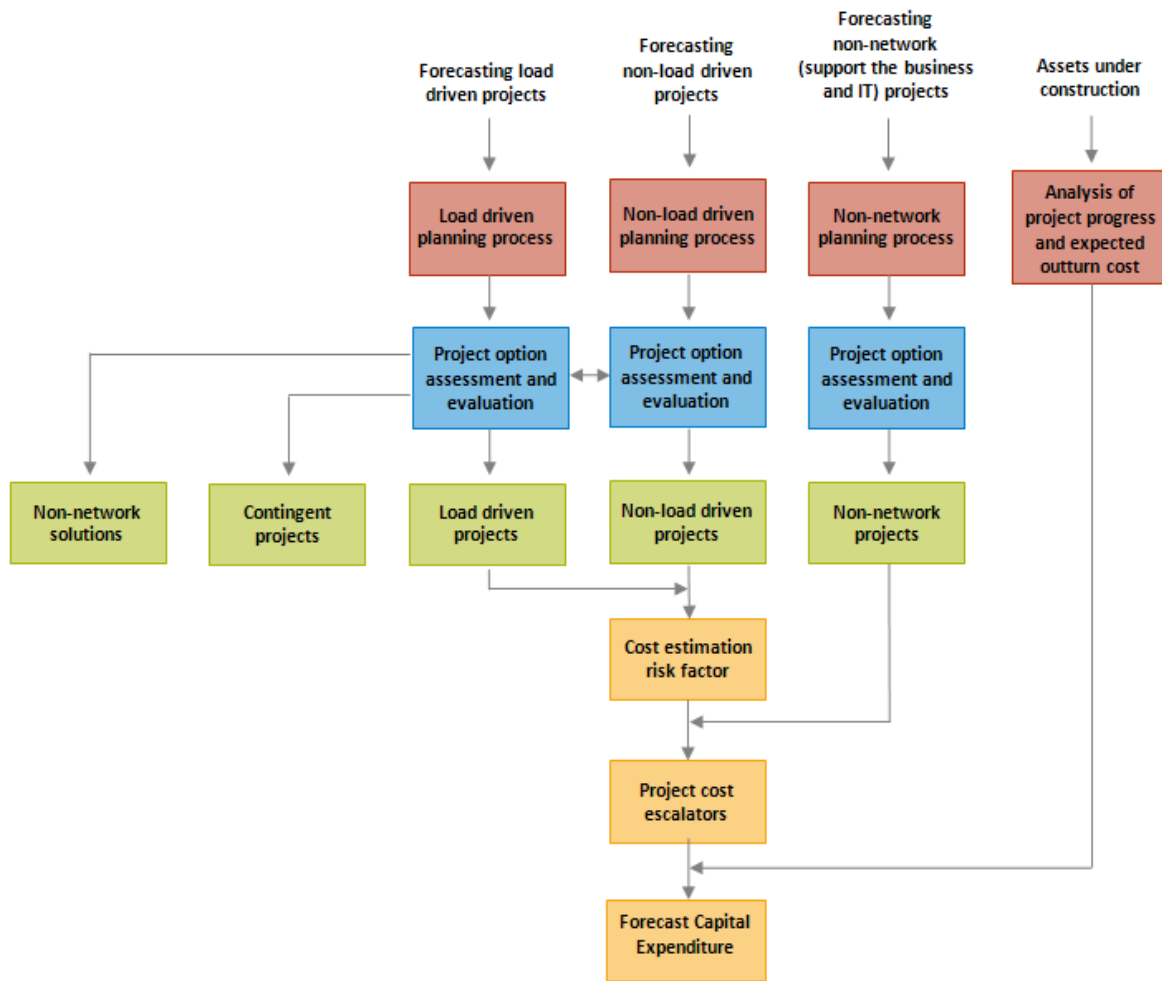 Forecasting load
driven projects
Forecasting
non-load driven
projects
Forecasting
non-network
(support the business
and IT) projects
Assets under
construction
Load driven
planning process
Non-load driven
planning process
Non-network
planning process
Analysis of
project progress
and expected
outturn cost
Project option
assessment and
evaluation
Project option
assessment and
evaluation
Project option
assessment and
evaluation
Non-network
solutions
Contingent
projects
Load driven
projects
Non-load driven
projects
Non-network
projects
Cost estimation
risk factor
Project cost
escalators
Forecast Capital
Expenditure